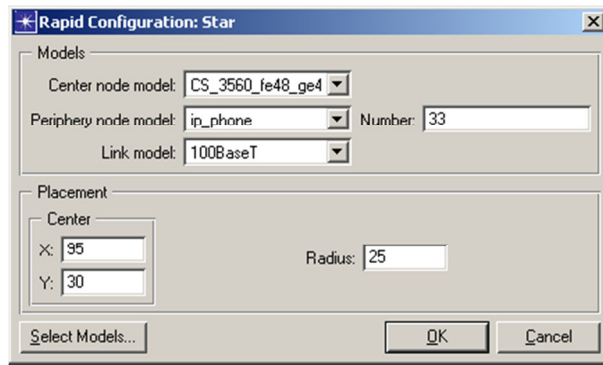 Rapid Configuration: Star
Models
Center node model: CS_3560_fe48_ge4
Periphery node model: ip_phone Number: 33
Link model: 100BaseT
Placement
Center
X: 95
Radius: 25
Y: 30
Select Models... OK Cancel